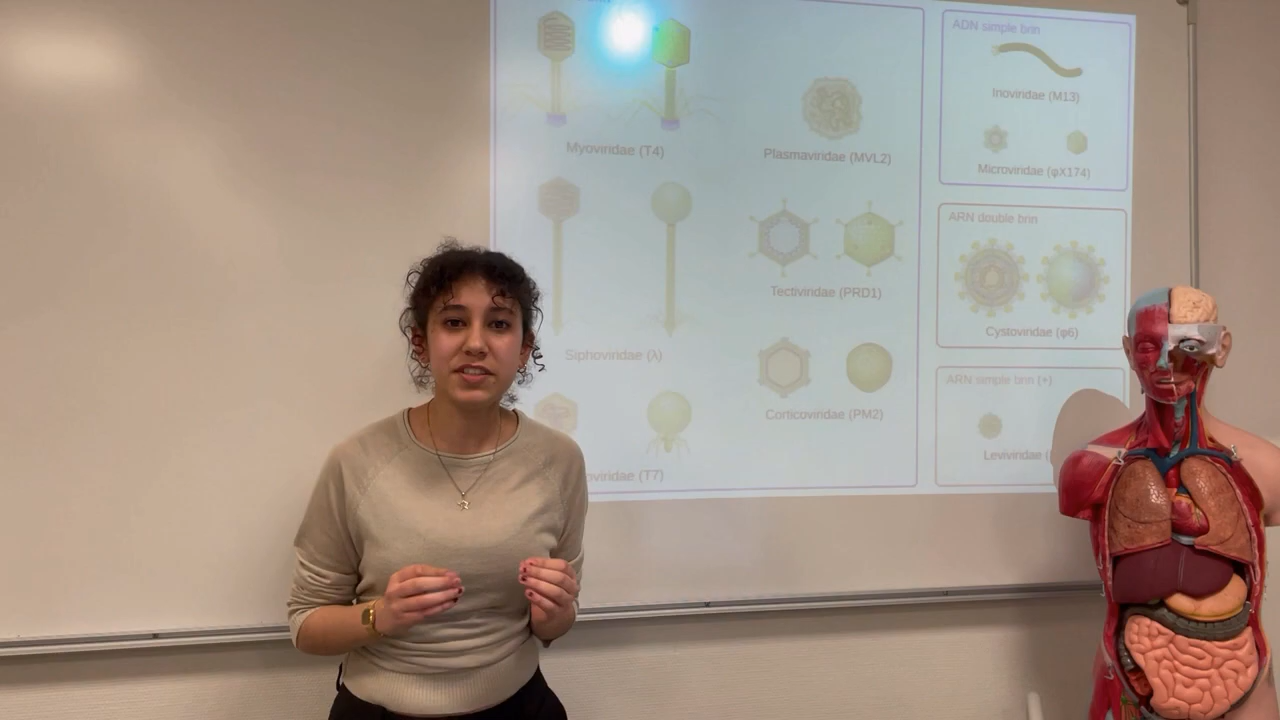 Myoviridae (T4)
Siphoviridae (λ)
oviridae (T7)
Plasmaviridae (MVL2)
Tectiviridae (PRD1)
Corticoviridae (PM2)
ADN simple brin
Inoviridae (M13)
Microviridae (φX174)
ARN double brin
Cystoviridae (φ6)
ARN simple brin (+)
Leviviridae (